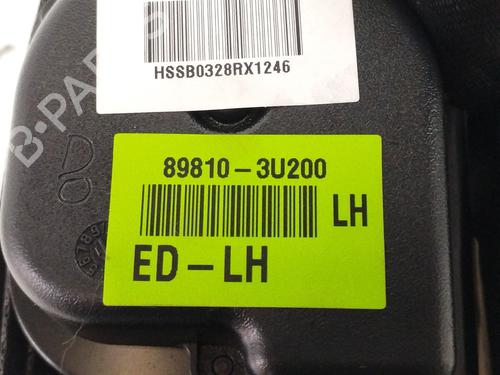 HSSB0328RX1246
B-PARTS
89810-3U200
LH
ED-LH